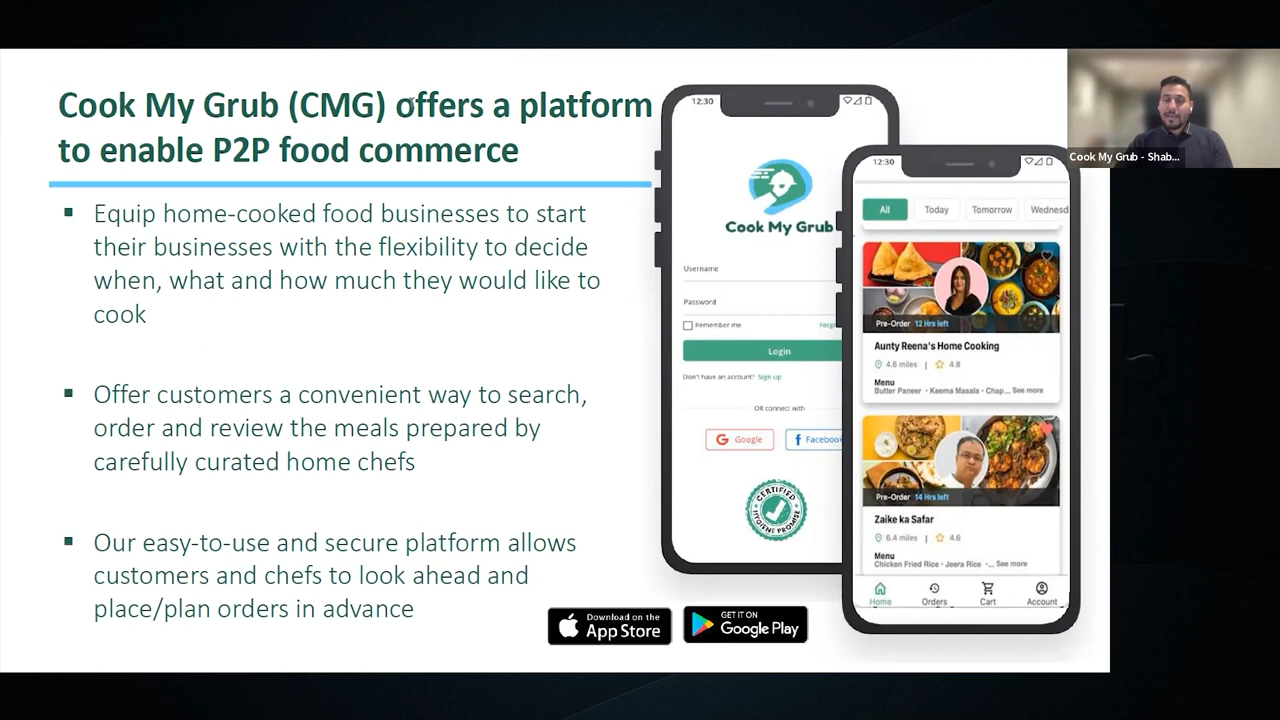 Cook My Grub (CMG) offers a platform
to enable P2P food commerce
▪ Equip home-cooked food businesses to start
their businesses with the flexibility to decide
when, what and how much they would like to
cook
▪ Offer customers a convenient way to search,
order and review the meals prepared by
carefully curated home chefs
▪ Our easy-to-use and secure platform allows
customers and chefs to look ahead and
place/plan orders in advance
Download on the
App Store
GET IT ON
Google Play
12:30
Cook My Grub
Username
Password
Remember me
Login
Don't have an account? Sign up
OR connect with
Google
Facebook
CERTIFIED
HYGIENE PROMISE
12:30
All Today Tomorrow Wednesd
Pre-Order 12 Hrs left
Aunty Reena's Home Cooking
4.6 miles | 4.8
Menu
Butter Paneer · Keema Masala · Chap... See more
Pre-Order 14 Hrs left
Zaike ka Safar
6.4 miles | 4.6
Menu
Chicken Fried Rice · Jeera Rice ·... See more
Home Orders Cart Account
Cook My Grub - Shab...